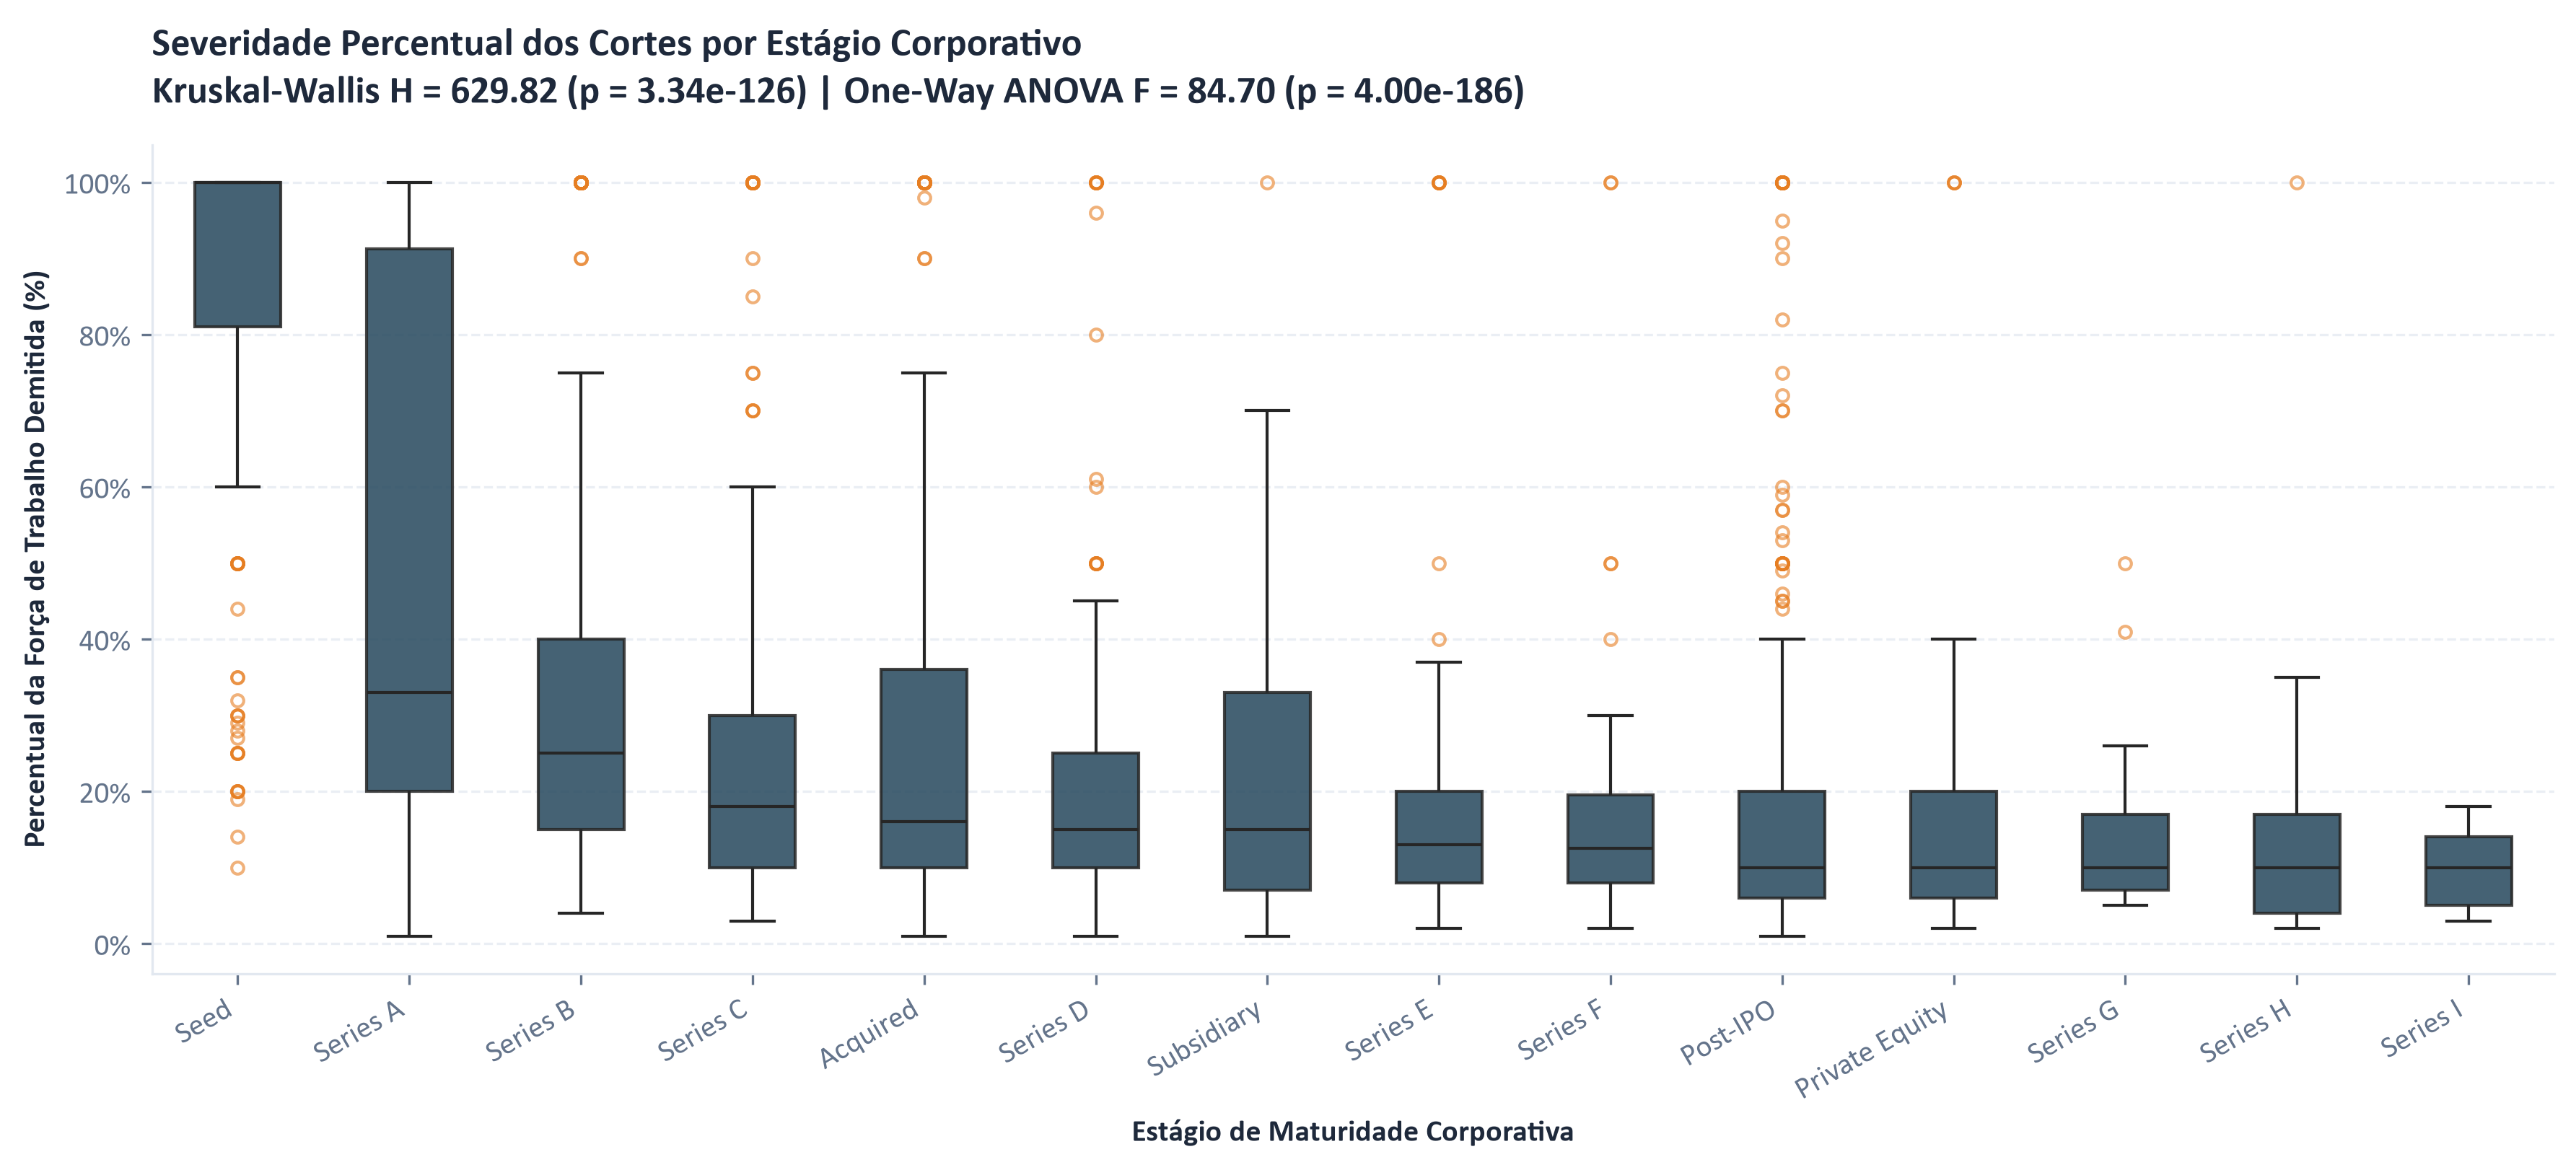 Severidade Percentual dos Cortes por Estágio Corporativo
Kruskal-Wallis H = 629.82 (p = 3.34e-126) | One-Way ANOVA F = 84.70 (p = 4.00e-186)
Percentual da Força de Trabalho Demitida (%)
100%
80%
60%
40%
20%
0%
Seed
Series A
Series B
Series C
Acquired
Series D
Subsidiary
Series E
Series F
Post-IPO
Private Equity
Series G
Series H
Series I
Estágio de Maturidade Corporativa